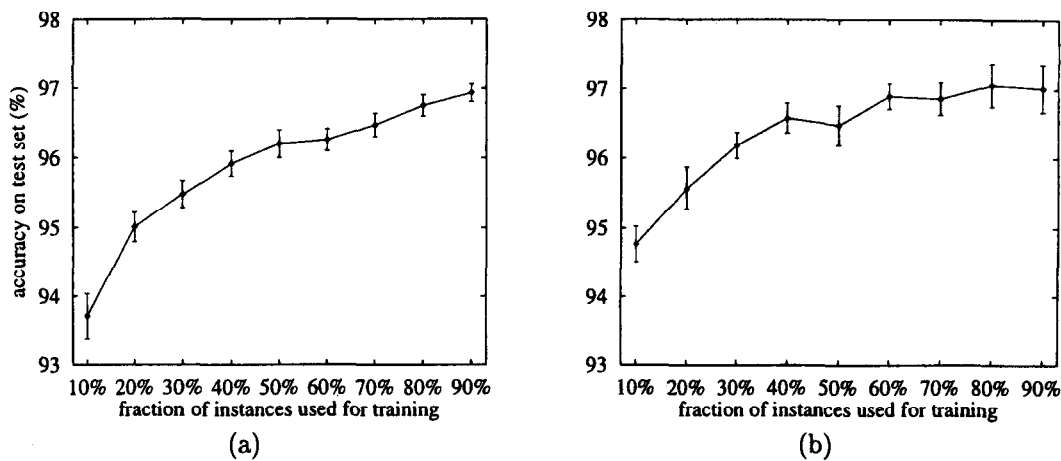 98
97
96
95
94
93
accuracy on test set (%)
10% 20% 30% 40% 50% 60% 70% 80% 90%
fraction of instances used for training
(a)
98
97
96
95
94
93
10% 20% 30% 40% 50% 60% 70% 80% 90%
fraction of instances used for training
(b)